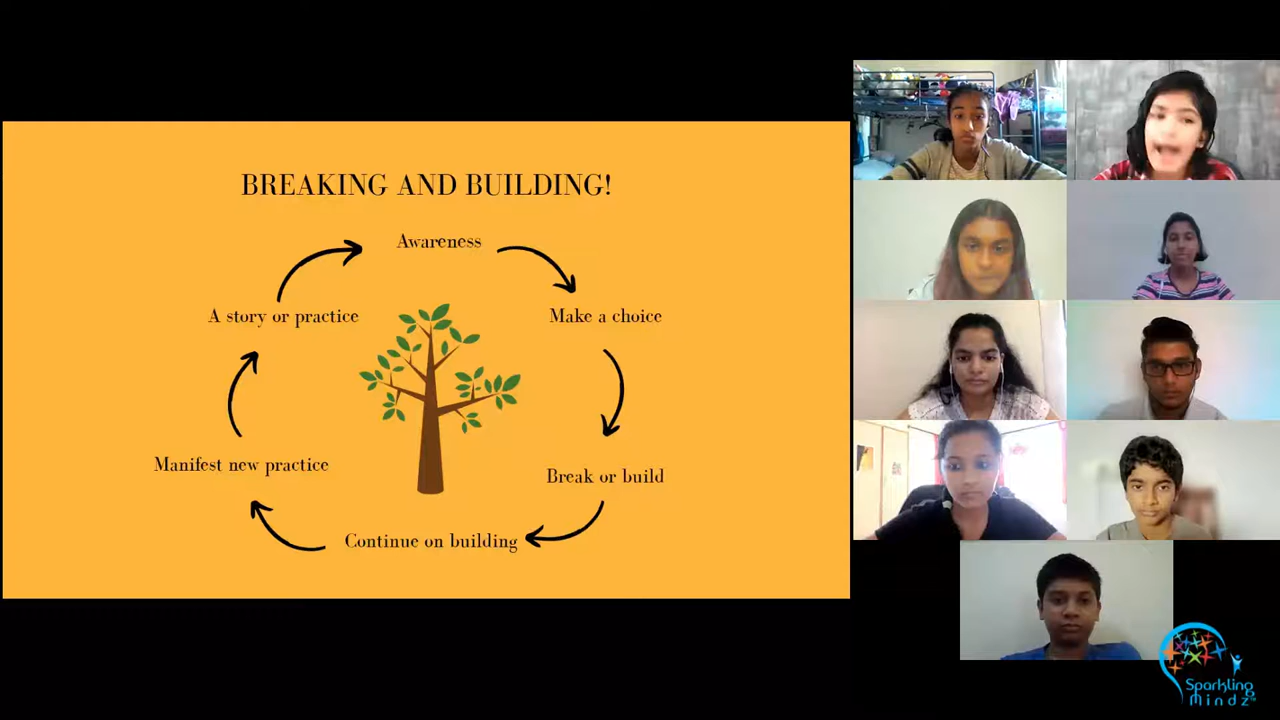 BREAKING AND BUILDING!
Awareness
A story or practice
Make a choice
Manifest new practice
Break or build
Continue on building
Sparkling
Mindz